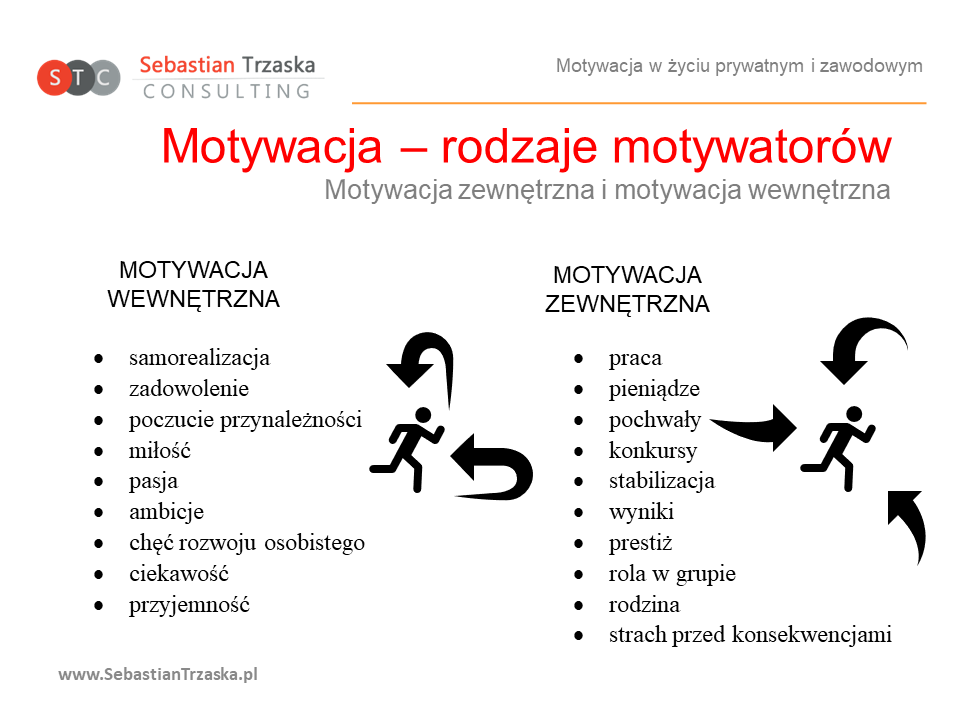 STC
Sebastian Trzaska
CONSULTING
Motywacja w życiu prywatnym i zawodowym
Motywacja – rodzaje motywatorów
Motywacja zewnętrzna i motywacja wewnętrzna
MOTYWACJA
WEWNĘTRZNA
• samorealizacja
• zadowolenie
• poczucie przynależności
• miłość
• pasja
• ambicje
• chęć rozwoju osobistego
• ciekawość
• przyjemność
MOTYWACJA
ZEWNĘTRZNA
• praca
• pieniądze
• pochwały
• konkursy
• stabilizacja
• wyniki
• prestiż
• rola w grupie
• rodzina
• strach przed konsekwencjami
www.SebastianTrzaska.pl